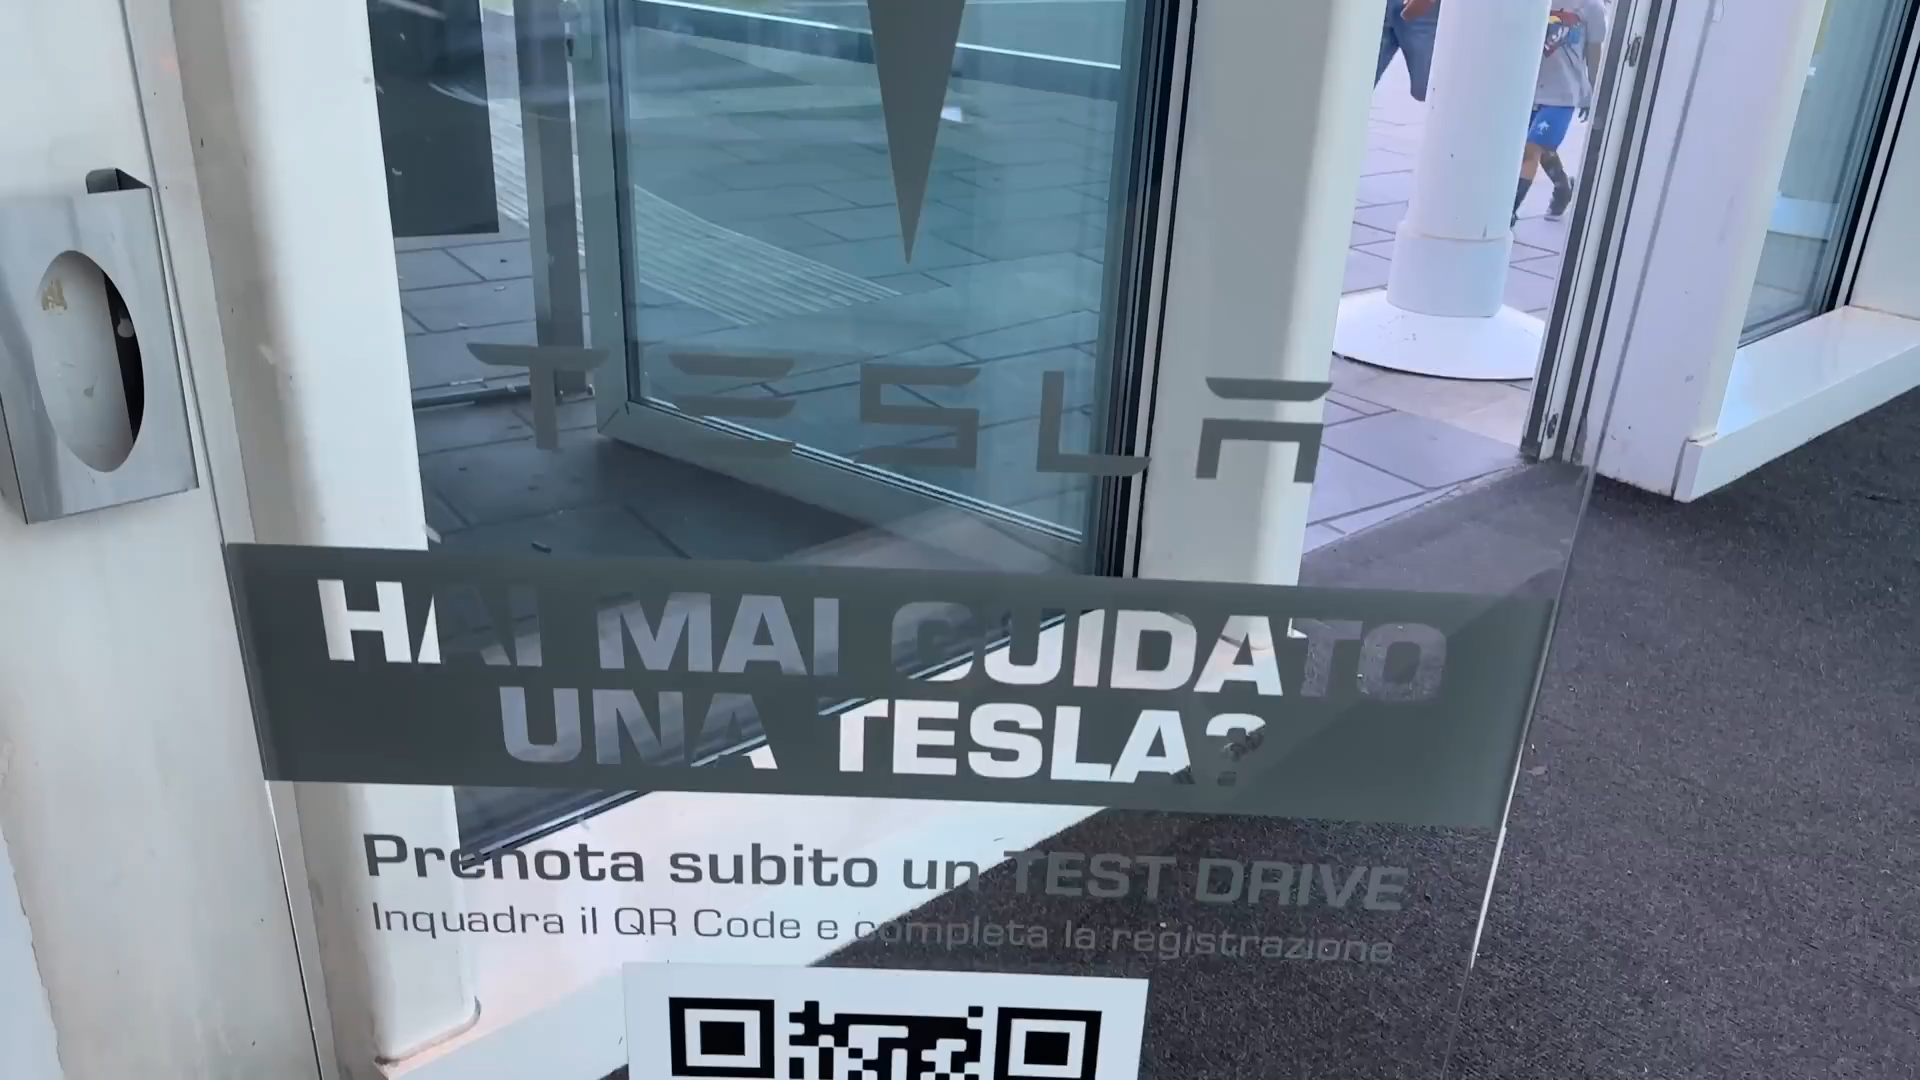 TESLA
HAI MAI GUIDATO
UNA TESLA?
Prenota subito un TEST DRIVE
Inquadra il QR Code e completa la registrazione